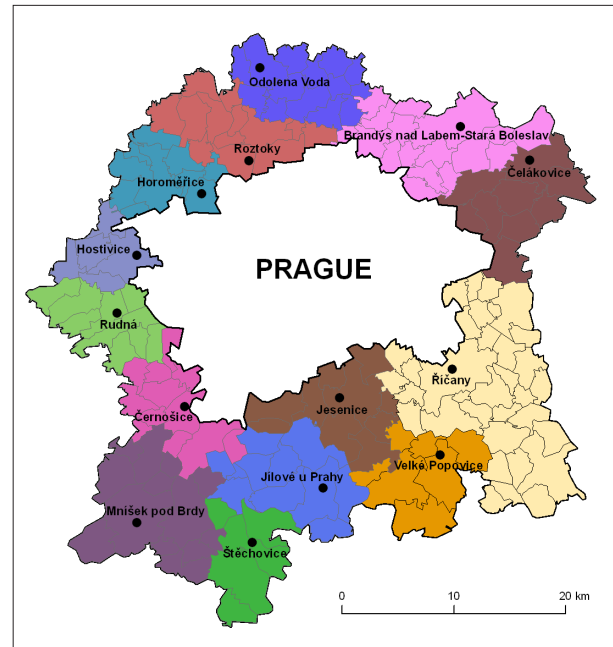 Odolena Voda
Brandýs nad Labem-Stará Boleslav
Roztoky
Čelákovice
Horoměřice
Hostivice
PRAGUE
Rudná
Říčany
Jesenice
Černošice
Velké Popovice
Jílové u Prahy
Mníšek pod Brdy
Štěchovice
0 10 20 km